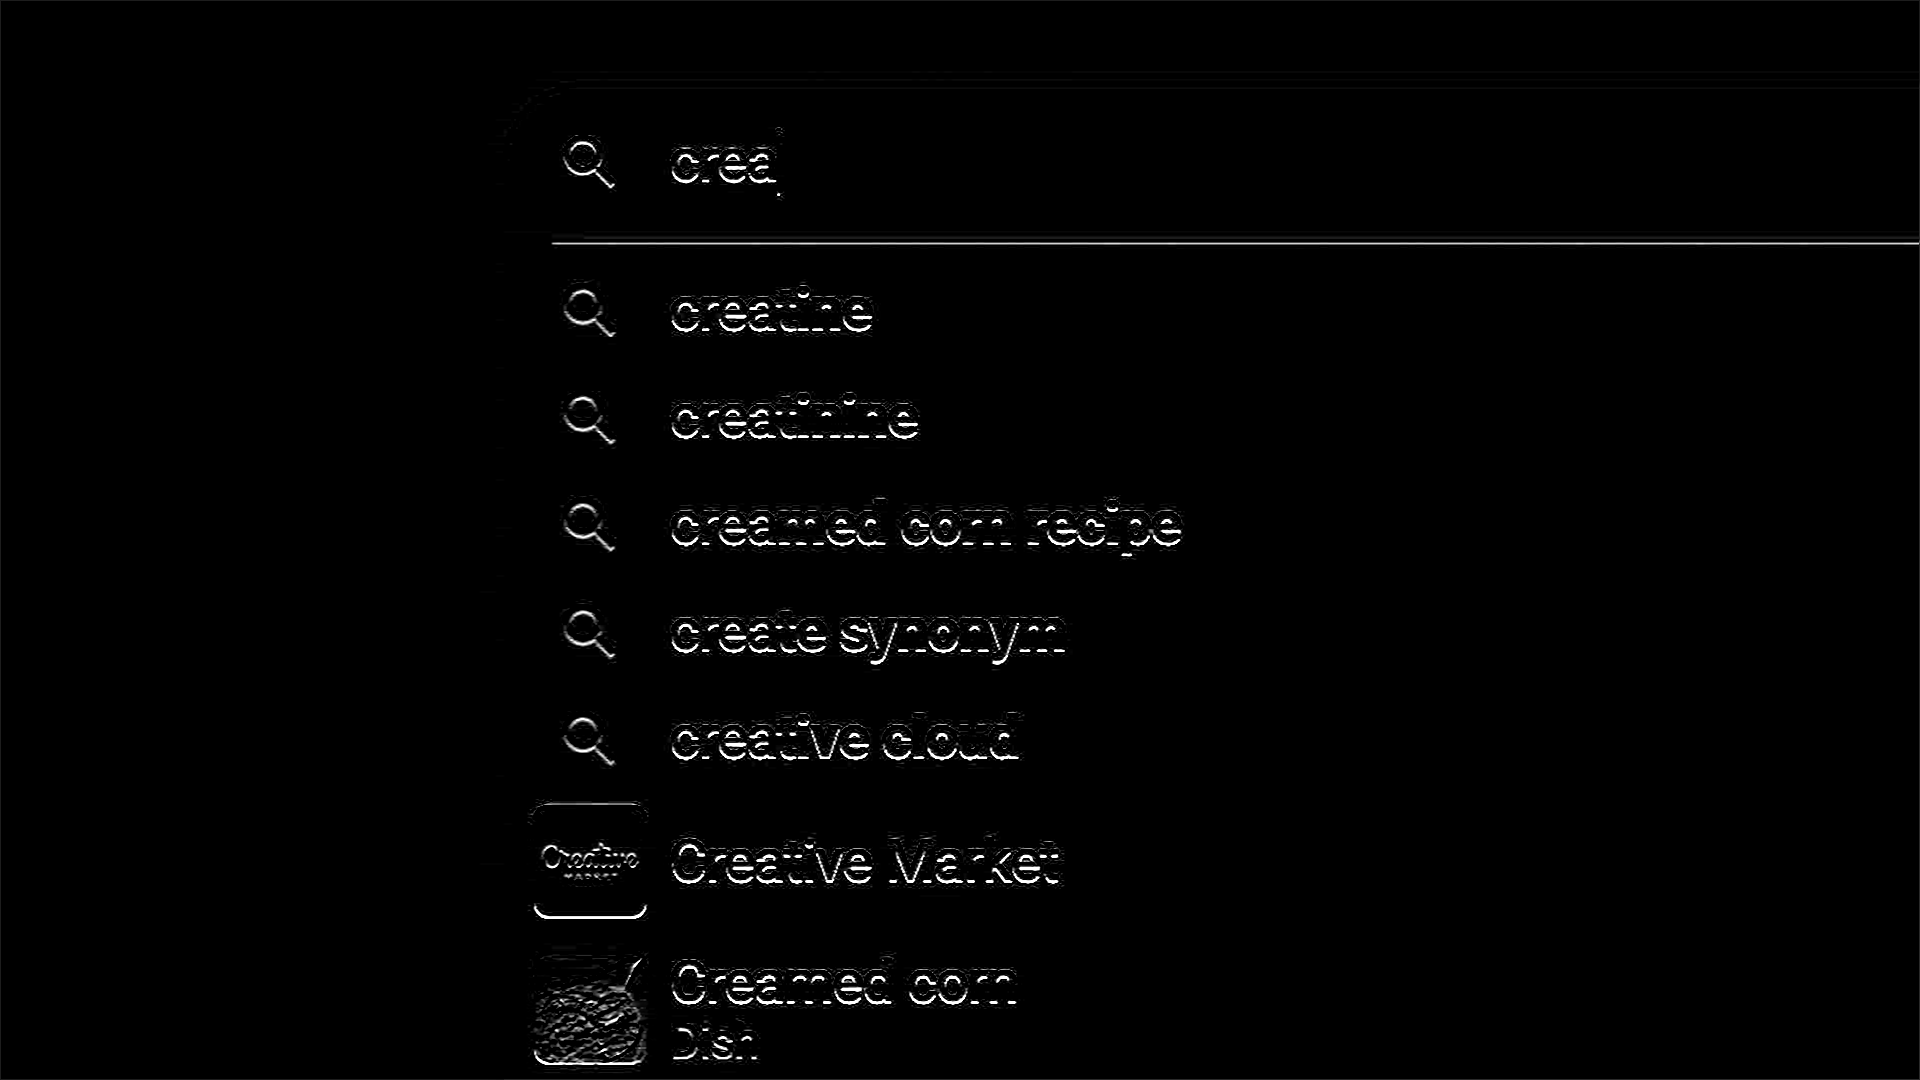 crea
creatine
creatinine
creamed corn recipe
create synonym
creative cloud
Creative
MARKET
Creative Market
Creamed corn
Dish